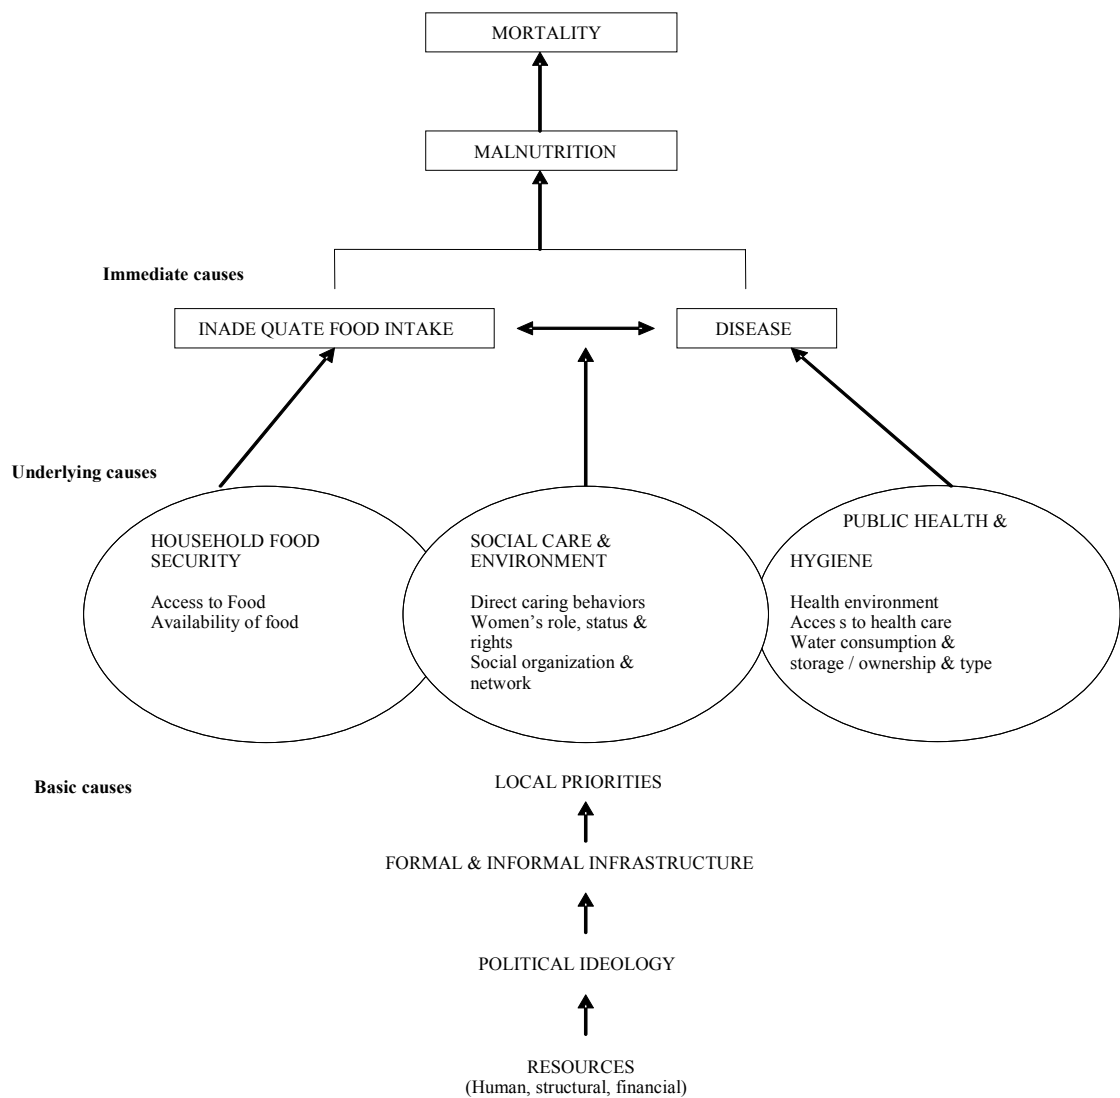 MORTALITY
MALNUTRITION
Immediate causes
INADE QUATE FOOD INTAKE
DISEASE
Underlying causes
HOUSEHOLD FOOD
SECURITY
Access to Food
Availability of food
SOCIAL CARE &
ENVIRONMENT
Direct caring behaviors
Women’s role, status &
rights
Social organization &
network
PUBLIC HEALTH &
HYGIENE
Health environment
Acces s to health care
Water consumption &
storage / ownership & type
Basic causes
LOCAL PRIORITIES
FORMAL & INFORMAL INFRASTRUCTURE
POLITICAL IDEOLOGY
RESOURCES
(Human, structural, financial)